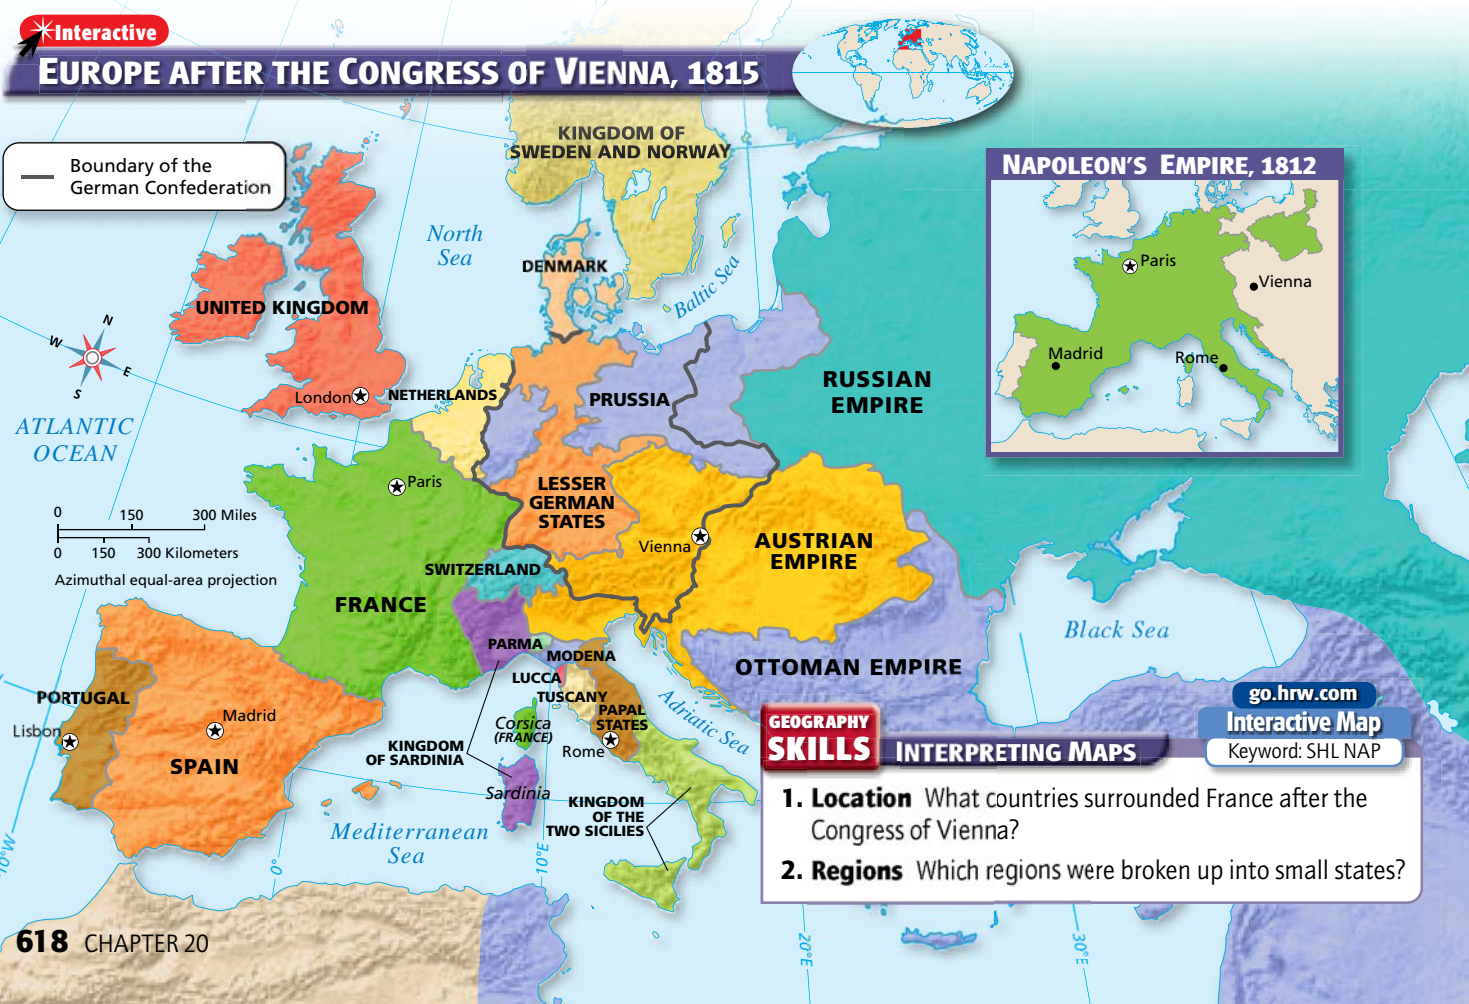 Interactive
EUROPE AFTER THE CONGRESS OF VIENNA, 1815
Boundary of the
German Confederation
KINGDOM OF
SWEDEN AND NORWAY
NAPOLEON'S EMPIRE, 1812
Paris
Vienna
Madrid
Rome
North
Sea
DENMARK
Baltic Sea
UNITED KINGDOM
London
NETHERLANDS
PRUSSIA
RUSSIAN
EMPIRE
N
W
E
S
ATLANTIC
OCEAN
Paris
LESSER
GERMAN
STATES
0 150 300 Miles
0 150 300 Kilometers
Azimuthal equal-area projection
Vienna
AUSTRIAN
EMPIRE
SWITZERLAND
FRANCE
Black Sea
PARMA
MODENA
OTTOMAN EMPIRE
LUCCA
TUSCANY
PAPAL
STATES
Adriatic Sea
PORTUGAL
Lisbon
Madrid
SPAIN
Corsica
(FRANCE)
Rome
KINGDOM
OF SARDINIA
Sardinia
KINGDOM
OF THE
TWO SICILIES
Mediterranean
Sea
10°W
0°
10°E
20°E
30°E
go.hrw.com
Interactive Map
Keyword: SHL NAP
GEOGRAPHY
SKILLS INTERPRETING MAPS
1. Location What countries surrounded France after the
Congress of Vienna?
2. Regions Which regions were broken up into small states?
618 CHAPTER 20